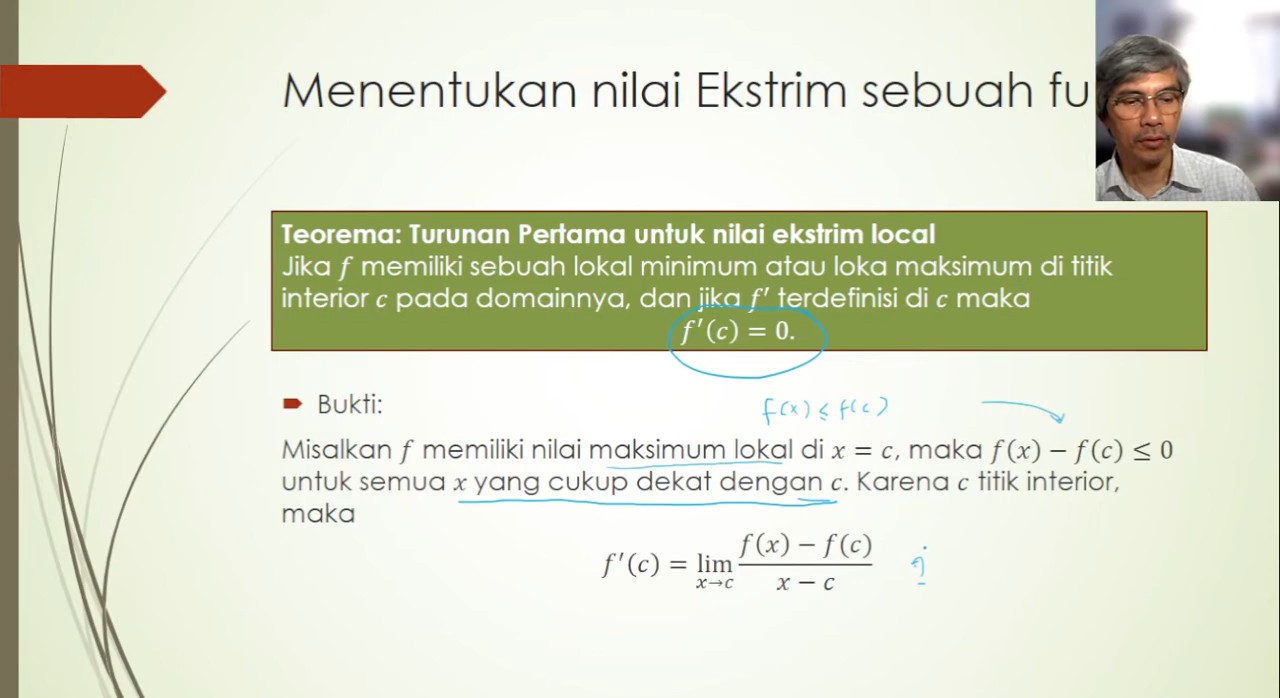 Menentukan nilai Ekstrim sebuah fu
Teorema: Turunan Pertama untuk nilai ekstrim local
Jika f memiliki sebuah lokal minimum atau loka maksimum di titik
interior c pada domainnya, dan jika f′ terdefinisi di c maka
f′(c) = 0.
Bukti:
f(x) ≤ f(c)
Misalkan f memiliki nilai maksimum lokal di x = c, maka f(x) − f(c) ≤ 0
untuk semua x yang cukup dekat dengan c. Karena c titik interior,
maka
f′(c) = lim x→c (f(x) − f(c)) / (x − c)